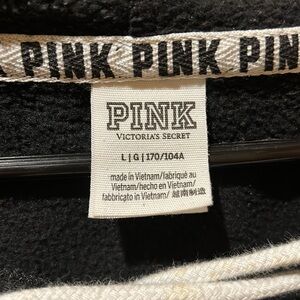 PINK PINK PIN
PINK
VICTORIA'S SECRET
L | G | 170/104A
made in Vietnam/fabriqué au
Vietnam/hecho en Vietnam/
fabbricato in Vietnam/ 越南制造